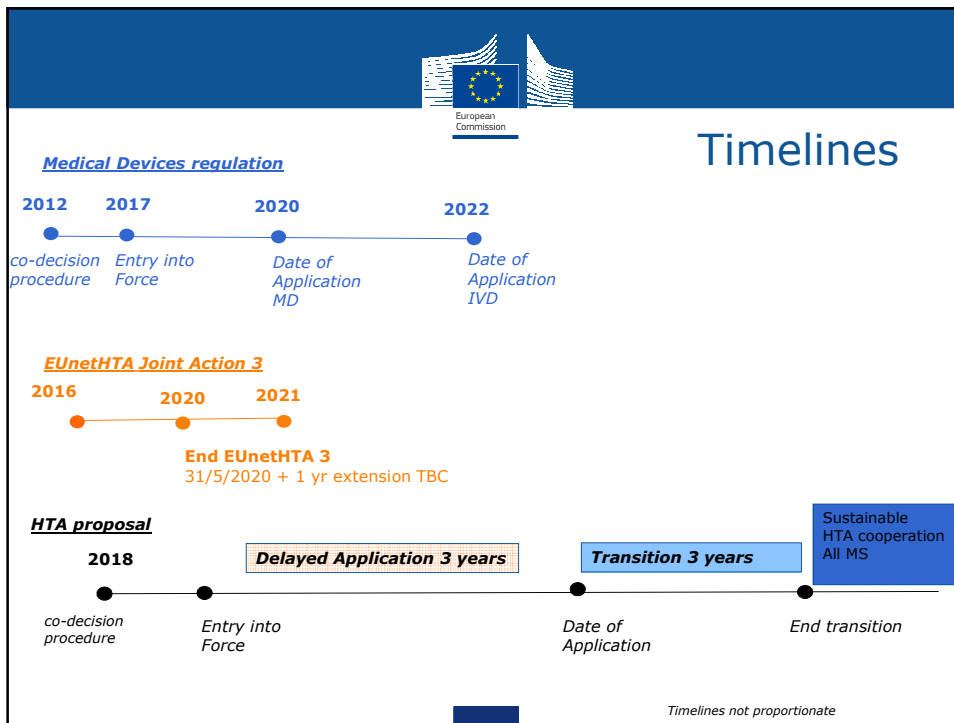 European
Commission
Timelines
Medical Devices regulation
2012
2017
2020
2022
co-decision
procedure
Entry into
Force
Date of
Application
MD
Date of
Application
IVD
EUnetHTA Joint Action 3
2016
2020
2021
End EUnetHTA 3
31/5/2020 + 1 yr extension TBC
HTA proposal
2018
Delayed Application 3 years
Transition 3 years
Sustainable
HTA cooperation
All MS
co-decision
procedure
Entry into
Force
Date of
Application
End transition
Timelines not proportionate